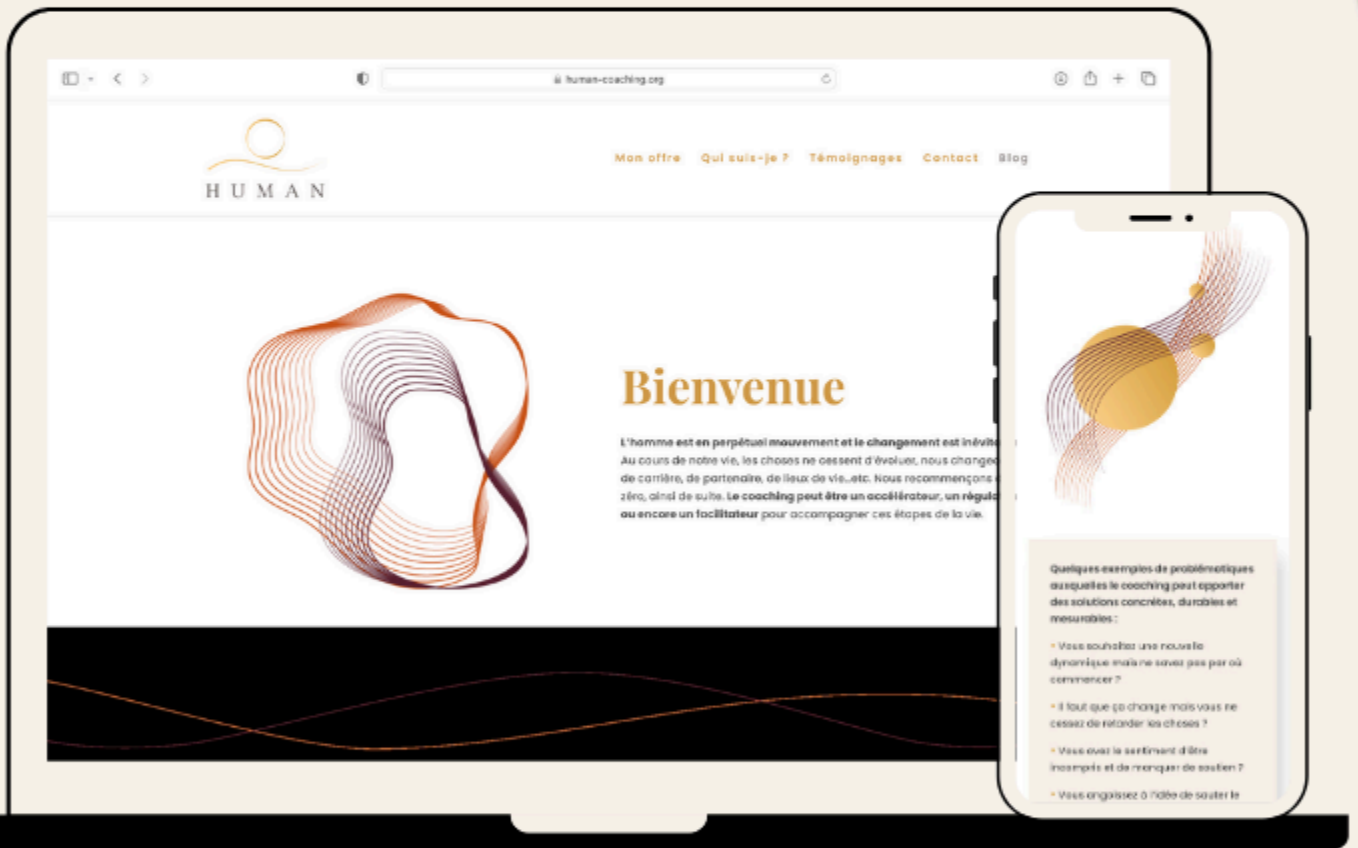 human-coaching.org
HUMAN
Mon offre Qui suis-je ? Témoignages Contact Blog
Bienvenue
L'homme est en perpétuel mouvement et le changement est
Au cours de notre vie, les choses ne cessent d'évoluer, nous
de carrière, de partenaire, de lieux de vie...etc. Nous recommençons
zéro, ainsi de suite. Le coaching peut être un accélérateur, un
ou encore un facilitateur pour accompagner ces étapes de la vie.
Quelques exemples de problématiques
auxquelles le coaching peut apporter
des solutions concrètes, durables et
mesurables :
• Vous souhaitez une nouvelle
dynamique mais ne savez pas par où
commencer ?
• Il faut que ça change mais vous ne
cessez de retarder les choses ?
• Vous avez le sentiment d'être
incompris et de manquer de soutien ?
• Vous angoissez à l'idée de sauter le